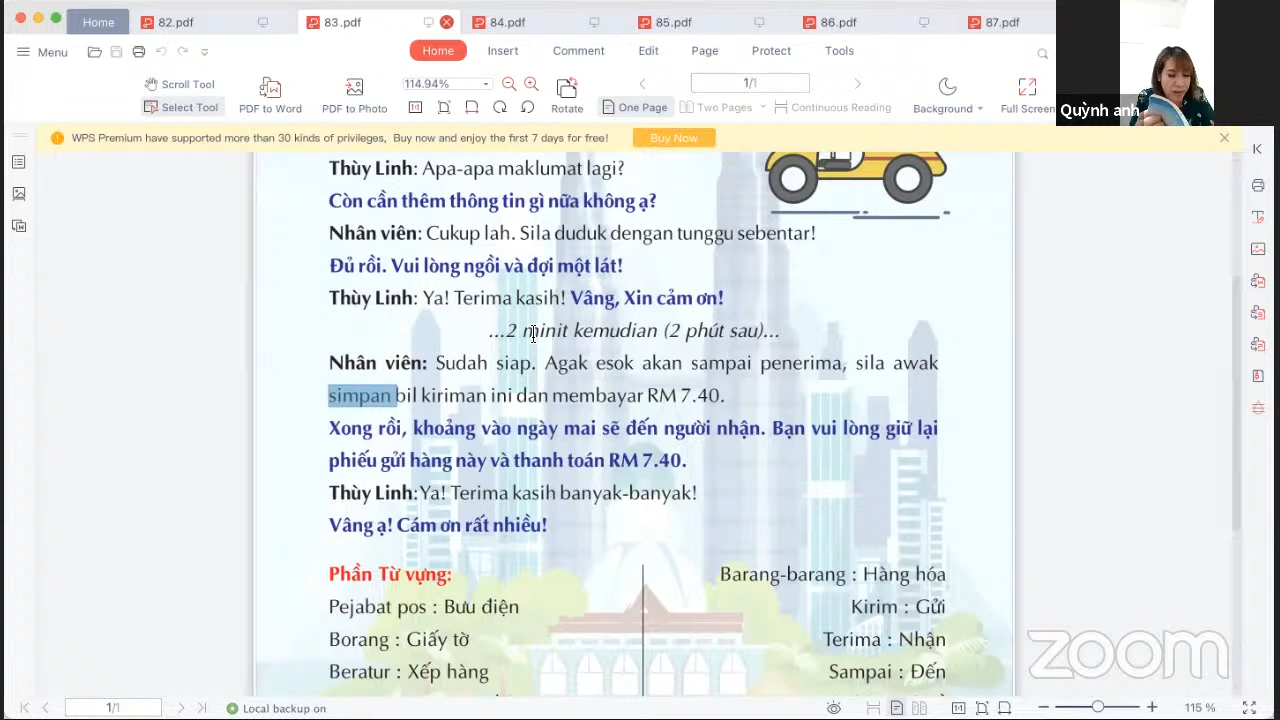 Home
82.pdf
83.pdf
84.pdf
85.pdf
86.pdf
87.pdf
Menu
Home
Insert
Comment
Edit
Page
Protect
Tools
Scroll Tool
Select Tool
PDF to Word
PDF to Photo
114.94%
Rotate
1/1
One Page
Two Pages
Continuous Reading
Background
Full Screen
Quỳnh anh
WPS Premium have supported more than 30 kinds of privileges, Buy now and enjoy the first 7 days for free!
Buy Now
Thùy Linh: Apa-apa maklumat lagi?
Còn cần thêm thông tin gì nữa không ạ?
Nhân viên: Cukup lah. Sila duduk dengan tunggu sebentar!
Đủ rồi. Vui lòng ngồi và đợi một lát!
Thùy Linh: Ya! Terima kasih! Vâng, Xin cảm ơn!
...2 minit kemudian (2 phút sau)...
Nhân viên: Sudah siap. Agak esok akan sampai penerima, sila awak
simpan bil kiriman ini dan membayar RM 7.40.
Xong rồi, khoảng vào ngày mai sẽ đến người nhận. Bạn vui lòng giữ lại
phiếu gửi hàng này và thanh toán RM 7.40.
Thùy Linh:Ya! Terima kasih banyak-banyak!
Vâng ạ! Cám ơn rất nhiều!
Phần Từ vựng:
Pejabat pos : Bưu điện
Borang : Giấy tờ
Beratur : Xếp hàng
Barang-barang : Hàng hóa
Kirim : Gửi
Terima : Nhận
Sampai : Đến
zoom
1/1
Local backup on
115 %